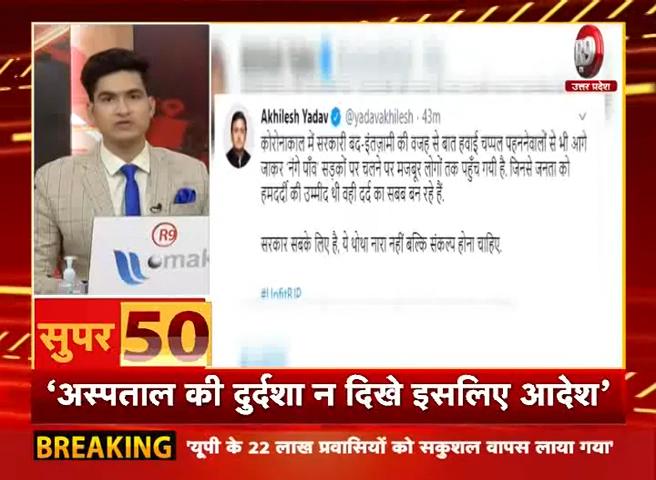 R9
उत्तर प्रदेश
Akhilesh Yadav @yadavakhilesh · 43m
कोरोनाकाल में सरकारी बद-इंतज़ामी की वजह से बात हवाई चप्पल पहननेवालों से भी आगे
जाकर ‘नंगे पाँव’ सड़कों पर चलने पर मजबूर लोगों तक पहुँच गयी है. जिनसे जनता को
हमदर्दी की उम्मीद थी वही दर्द का सबब बन रहे हैं.
सरकार सबके लिए है, ये थोथा नारा नहीं बल्कि संकल्प होना चाहिए.
#UnfitBJP
R9
omak
सुपर 50
‘अस्पताल की दुर्दशा न दिखे इसलिए आदेश’
BREAKING 'यूपी के 22 लाख प्रवासियों को सकुशल वापस लाया गया'